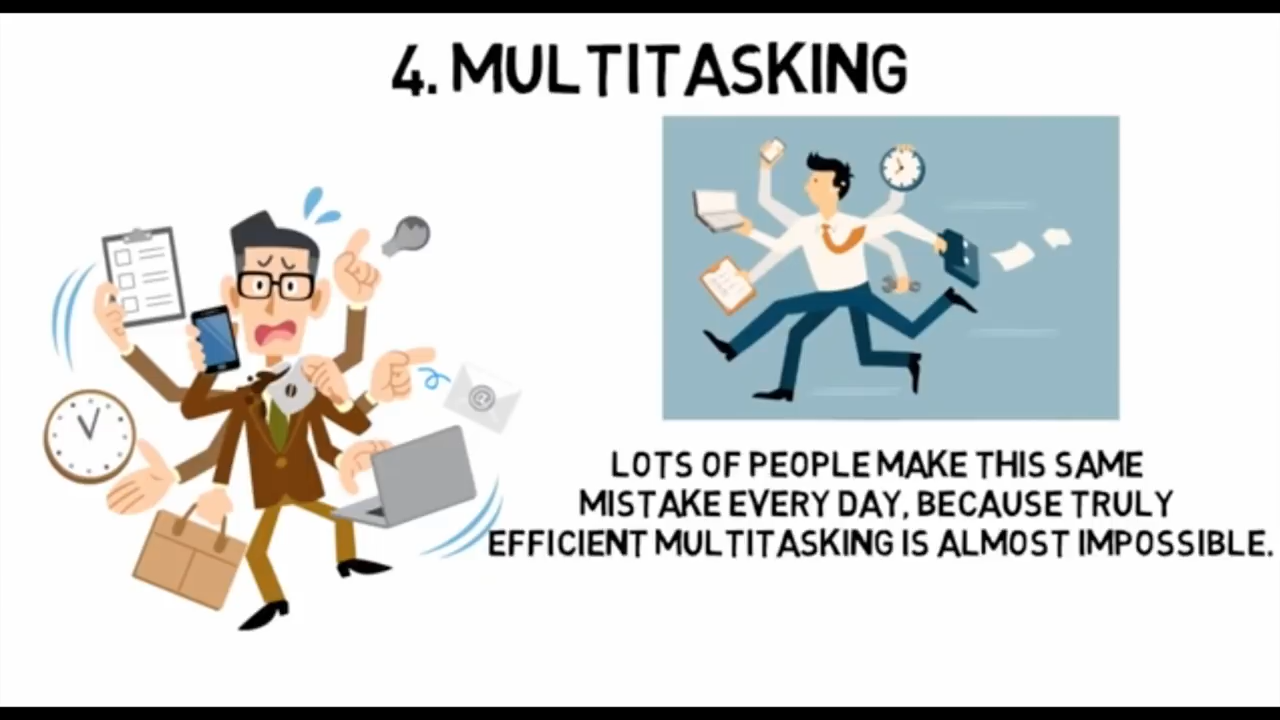 4. MULTITASKING
@
LOTS OF PEOPLE MAKE THIS SAME
MISTAKE EVERY DAY, BECAUSE TRULY
EFFICIENT MULTITASKING IS ALMOST IMPOSSIBLE.